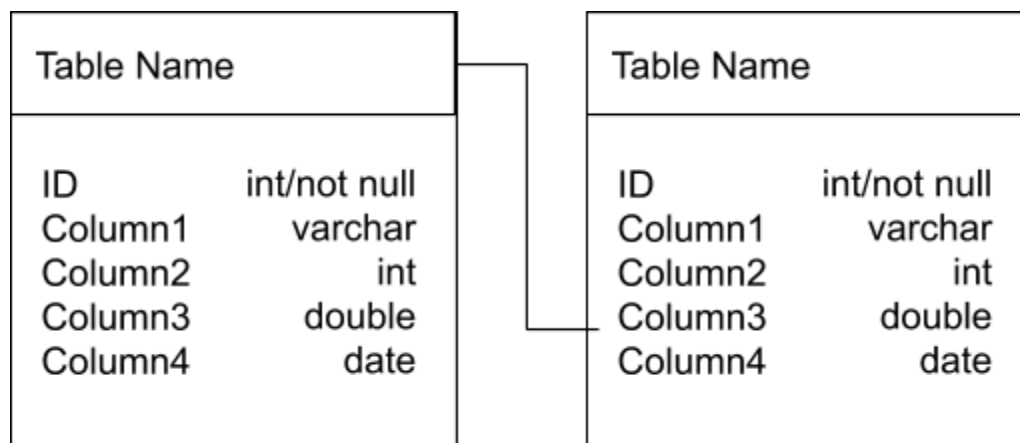 Table Name
ID int/not null
Column1 varchar
Column2 int
Column3 double
Column4 date
Table Name
ID int/not null
Column1 varchar
Column2 int
Column3 double
Column4 date